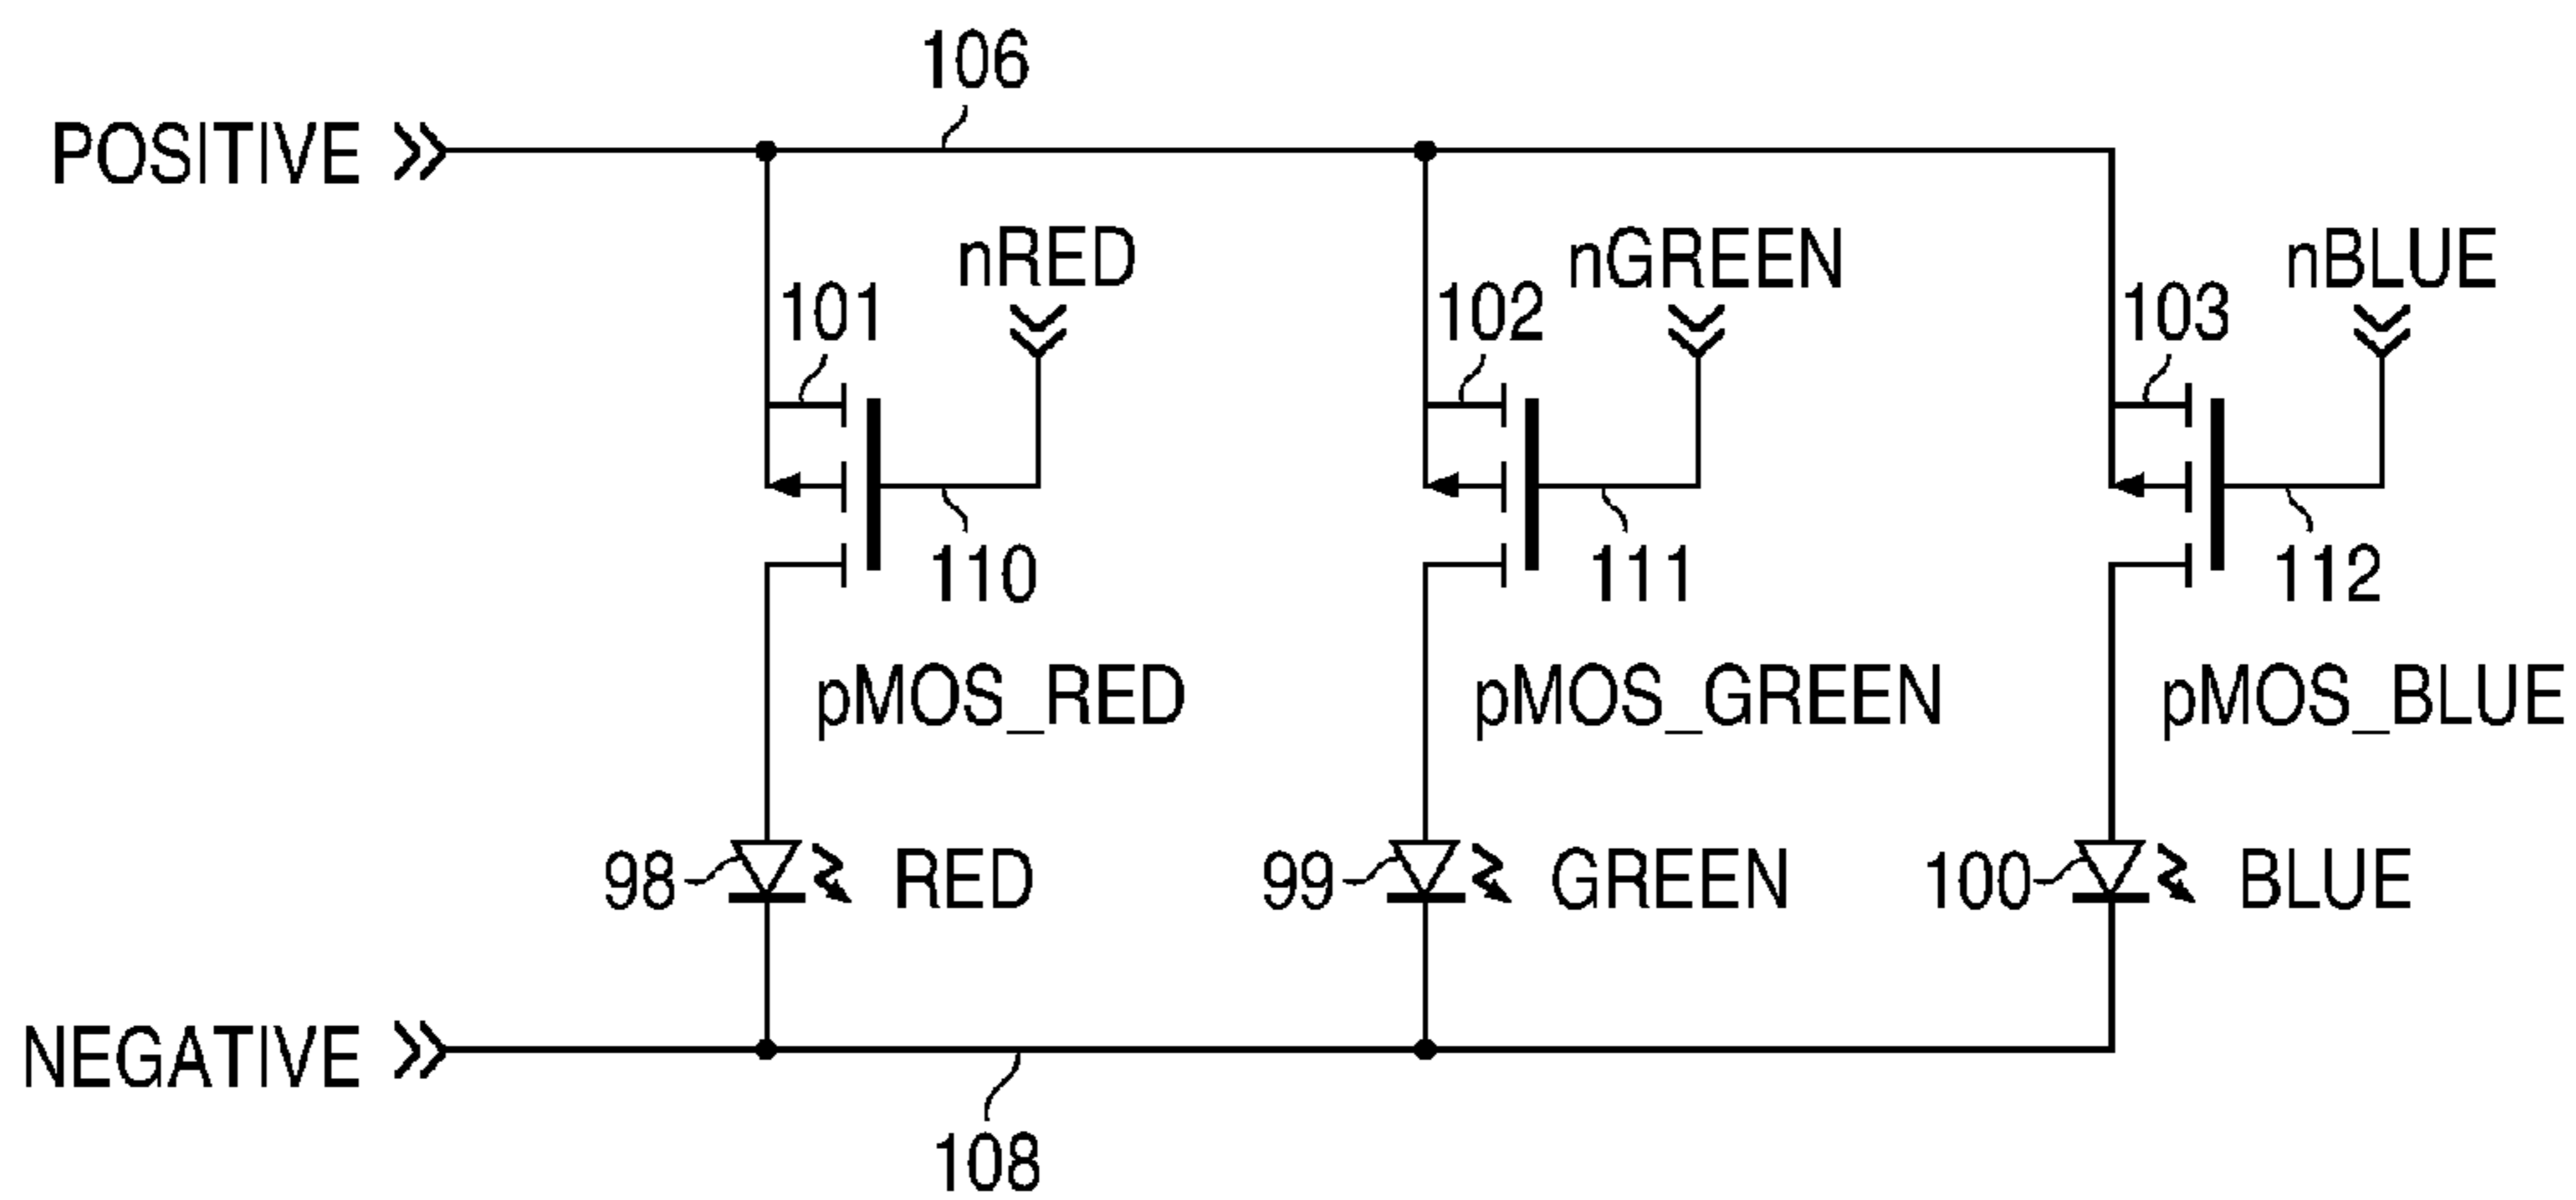 106
POSITIVE
nRED
nGREEN
nBLUE
101
102
103
110
111
112
pMOS_RED
pMOS_GREEN
pMOS_BLUE
98
RED
99
GREEN
100
BLUE
NEGATIVE
108